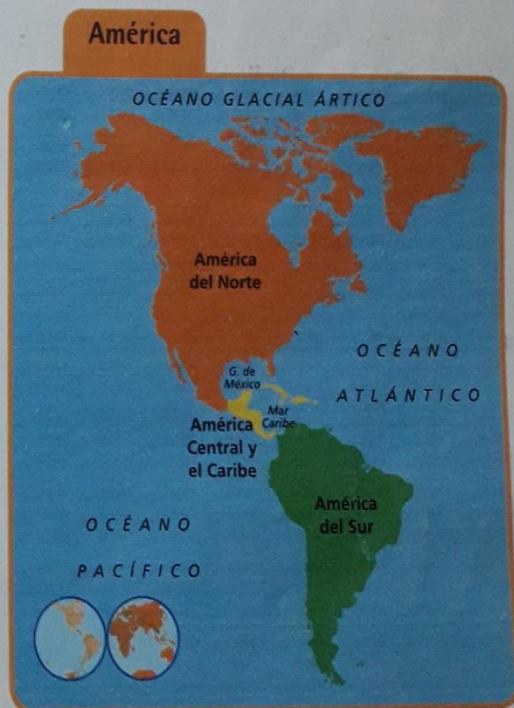 América
OCÉANO GLACIAL ÁRTICO
América
del Norte
OCÉANO
ATLÁNTICO
G. de
México
Mar
Caribe
América
Central y
el Caribe
América
del Sur
OCÉANO
PACÍFICO